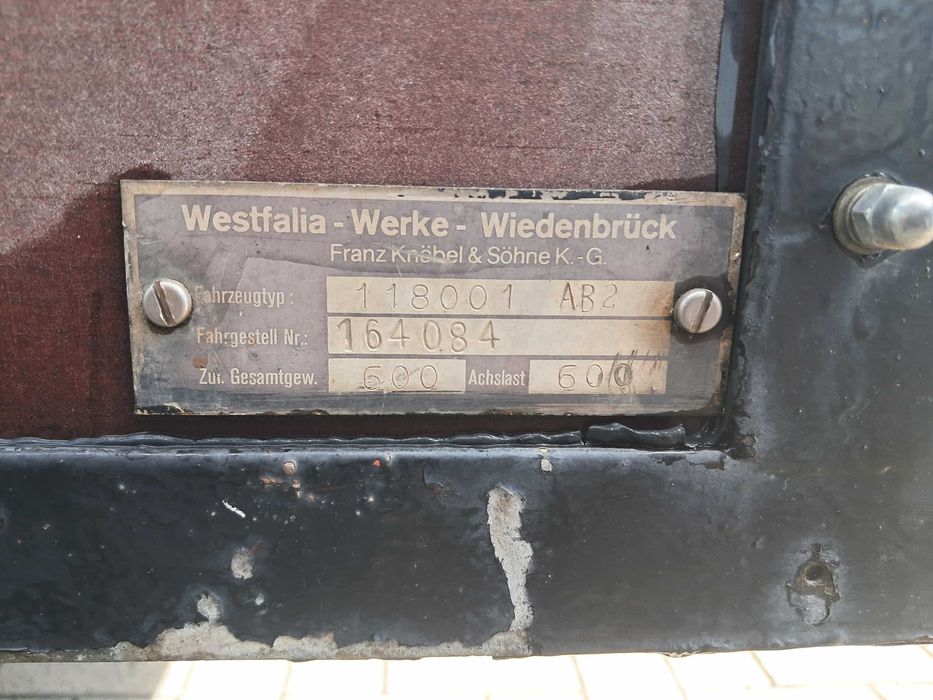 Westfalia - Werke - Wiedenbrück
Franz Knöbel & Söhne K.-G.
Fahrzeugtyp : 118001 AB2
Fahrgestell Nr.: 164084
Zul. Gesamtgew. 600 Achslast 600